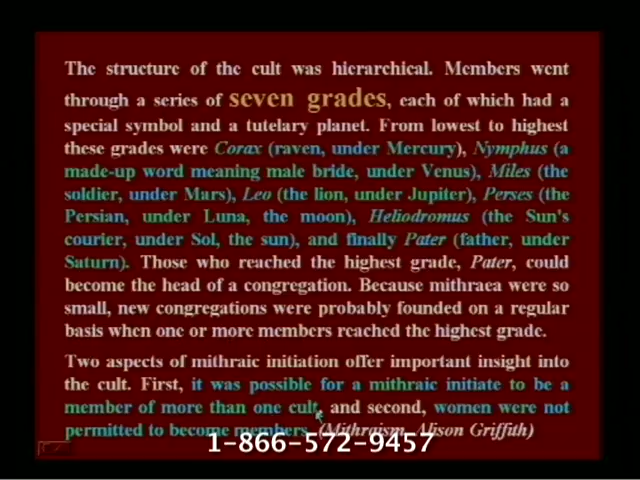 The structure of the cult was hierarchical. Members went
through a series of seven grades, each of which had a
special symbol and a tutelary planet. From lowest to highest
these grades were Corax (raven, under Mercury), Nymphus (a
made-up word meaning male bride, under Venus), Miles (the
soldier, under Mars), Leo (the lion, under Jupiter), Perses (the
Persian, under Luna, the moon), Heliodromus (the Sun's
courier, under Sol, the sun), and finally Pater (father, under
Saturn). Those who reached the highest grade, Pater, could
become the head of a congregation. Because mithraea were so
small, new congregations were probably founded on a regular
basis when one or more members reached the highest grade.
Two aspects of mithraic initiation offer important insight into
the cult. First, it was possible for a mithraic initiate to be a
member of more than one cult, and second, women were not
permitted to become members. (Mithraism, Alison Griffith)
1-866-572-9457